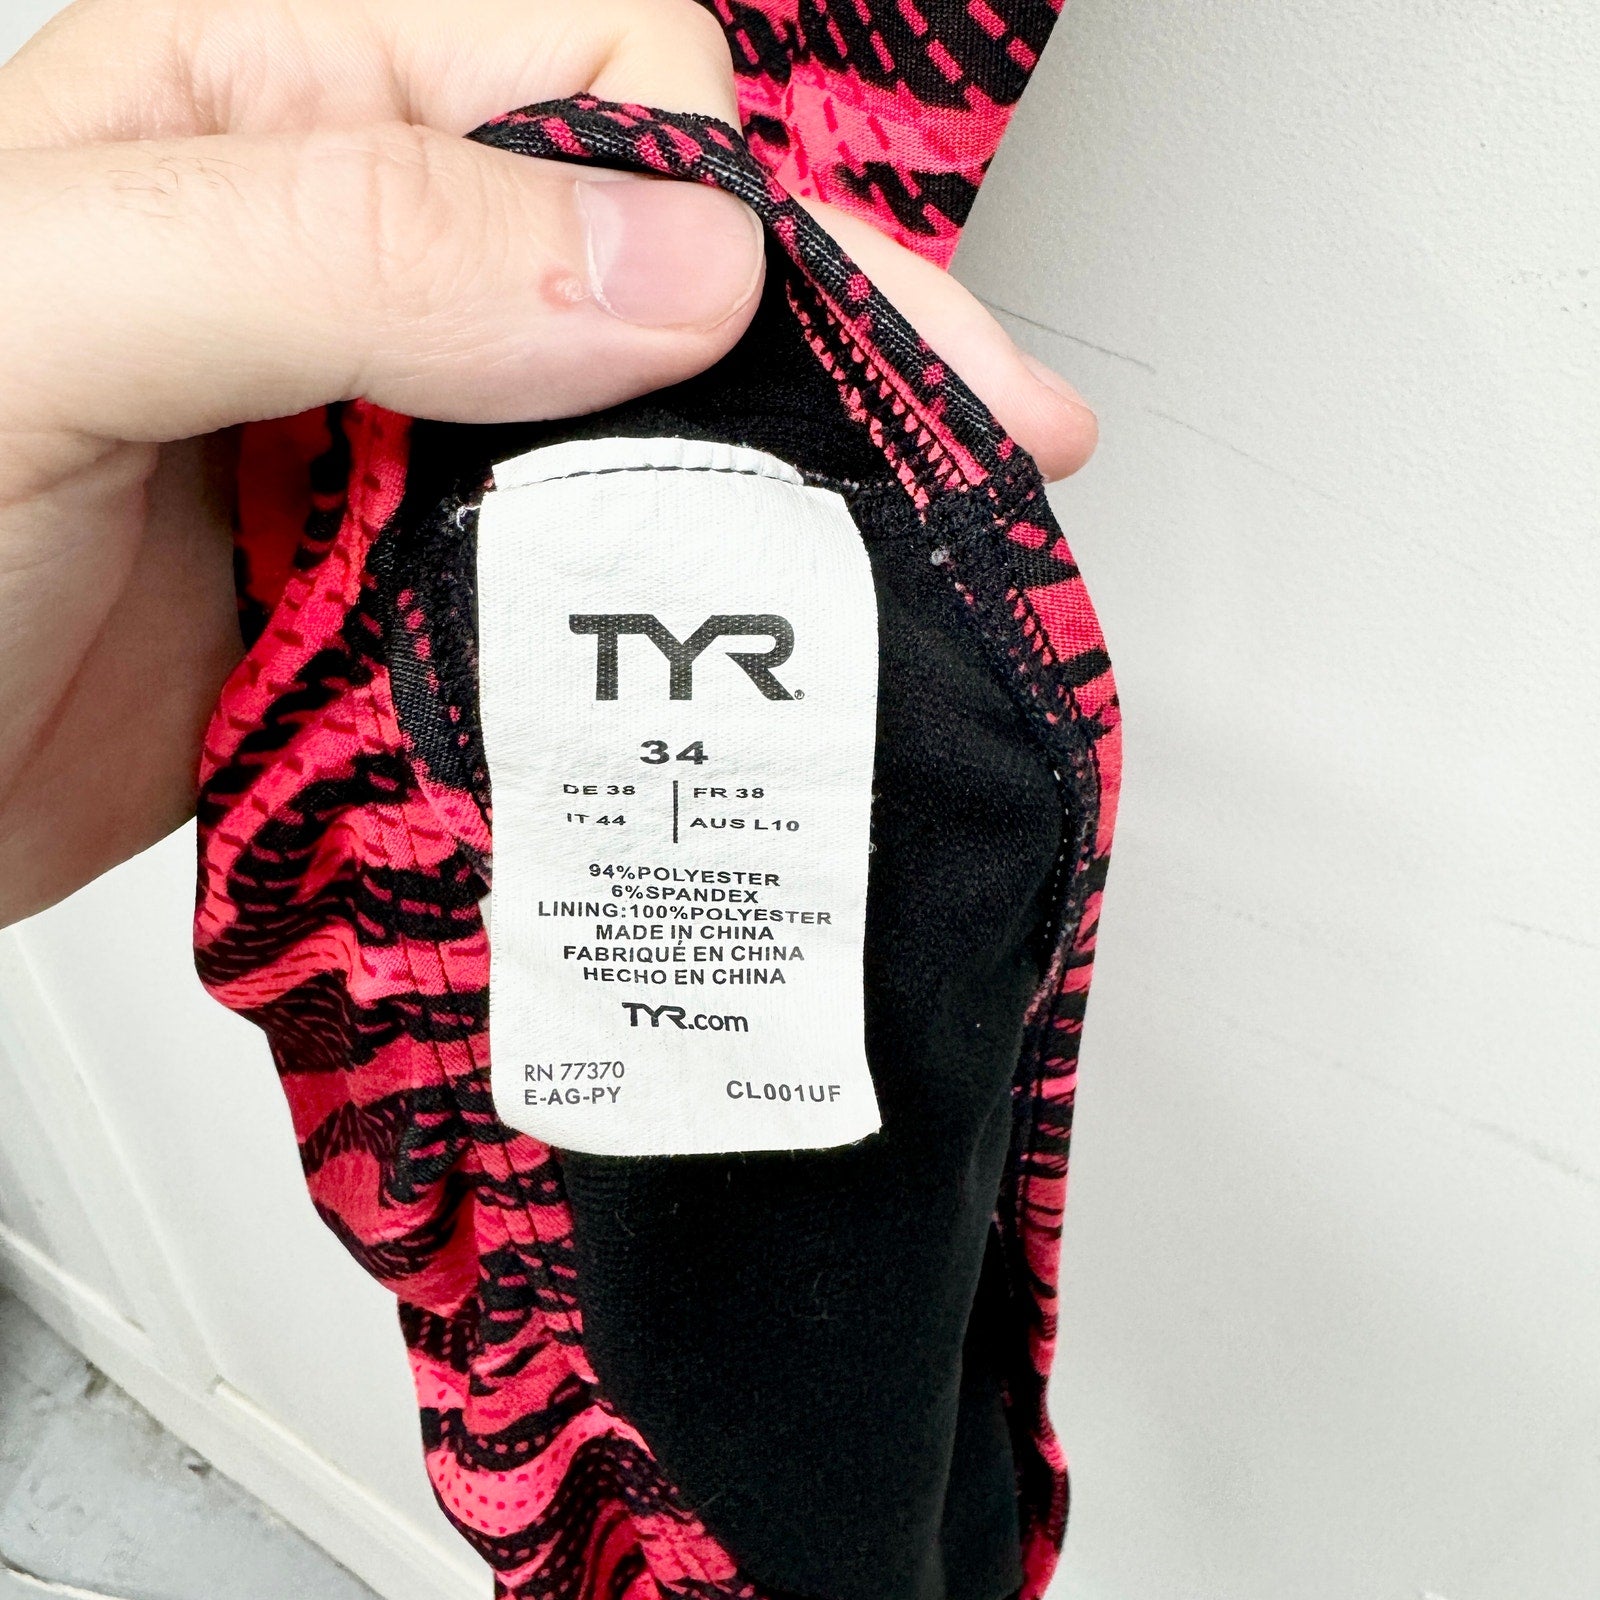 TYR®
34
DE 38 | FR 38
IT 44 | AUS L10
94%POLYESTER
6%SPANDEX
LINING:100%POLYESTER
MADE IN CHINA
FABRIQUÉ EN CHINA
HECHO EN CHINA
TYR.com
RN 77370
E-AG-PY CL001UF